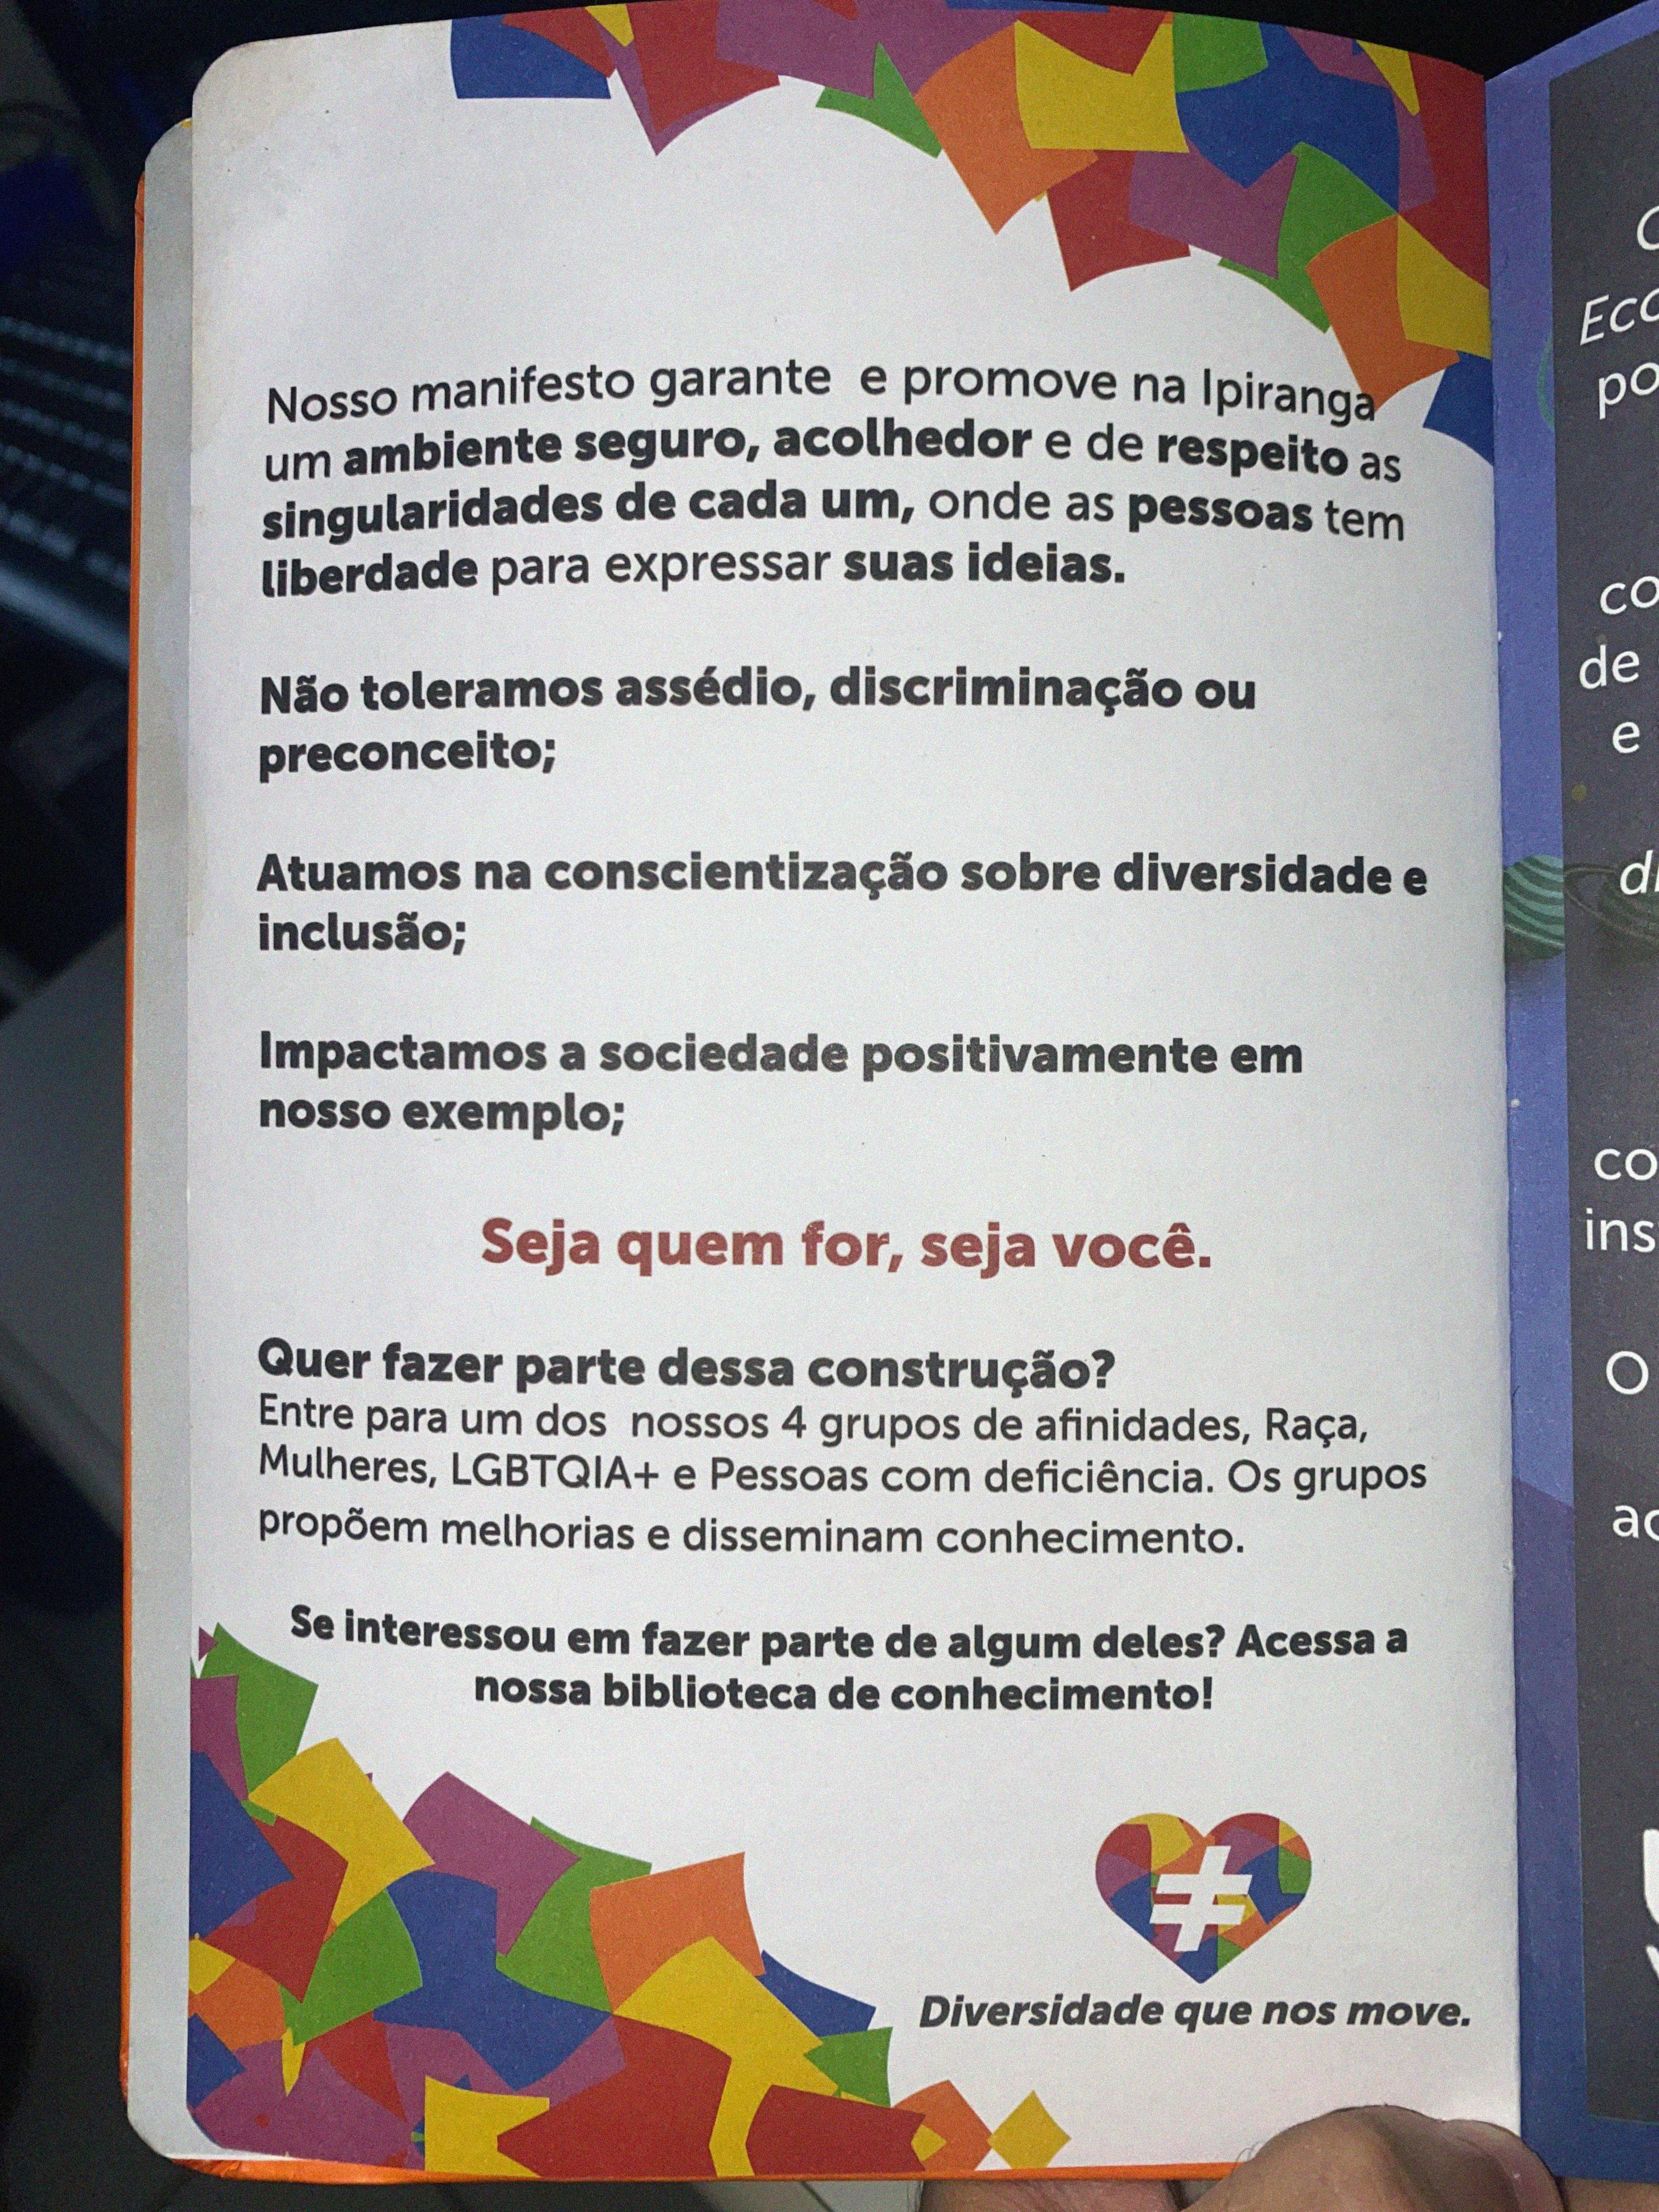 Nosso manifesto garante e promove na Ipiranga
um ambiente seguro, acolhedor e de respeito as
singularidades de cada um, onde as pessoas tem
liberdade para expressar suas ideias.
Não toleramos assédio, discriminação ou
preconceito;
Atuamos na conscientização sobre diversidade e
inclusão;
Impactamos a sociedade positivamente em
nosso exemplo;
Seja quem for, seja você.
Quer fazer parte dessa construção?
Entre para um dos nossos 4 grupos de afinidades, Raça,
Mulheres, LGBTQIA+ e Pessoas com deficiência. Os grupos
propõem melhorias e disseminam conhecimento.
Se interessou em fazer parte de algum deles? Acessa a
nossa biblioteca de conhecimento!
≠
Diversidade que nos move.
de
e
O